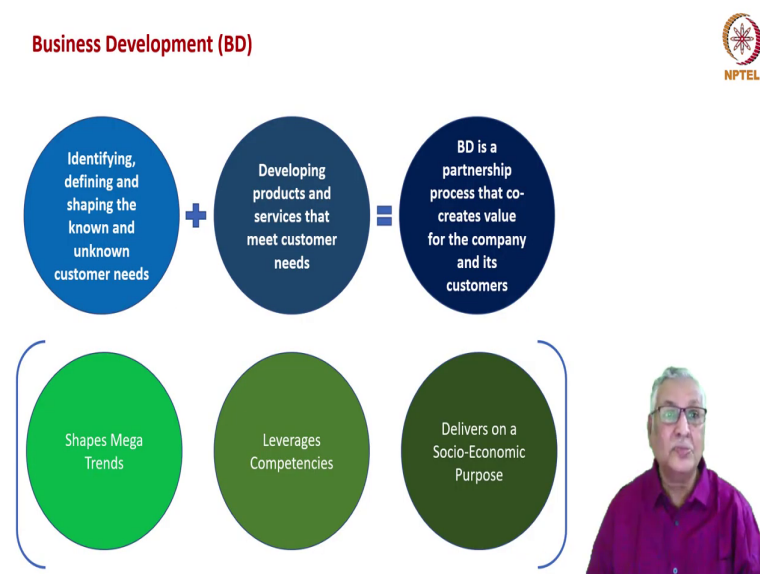 Business Development (BD)
NPTEL
Identifying,
defining and
shaping the
known and
unknown
customer needs
Developing
products and
services that
meet customer
needs
BD is a
partnership
process that co-
creates value
for the company
and its
customers
Shapes Mega
Trends
Leverages
Competencies
Delivers on a
Socio-Economic
Purpose